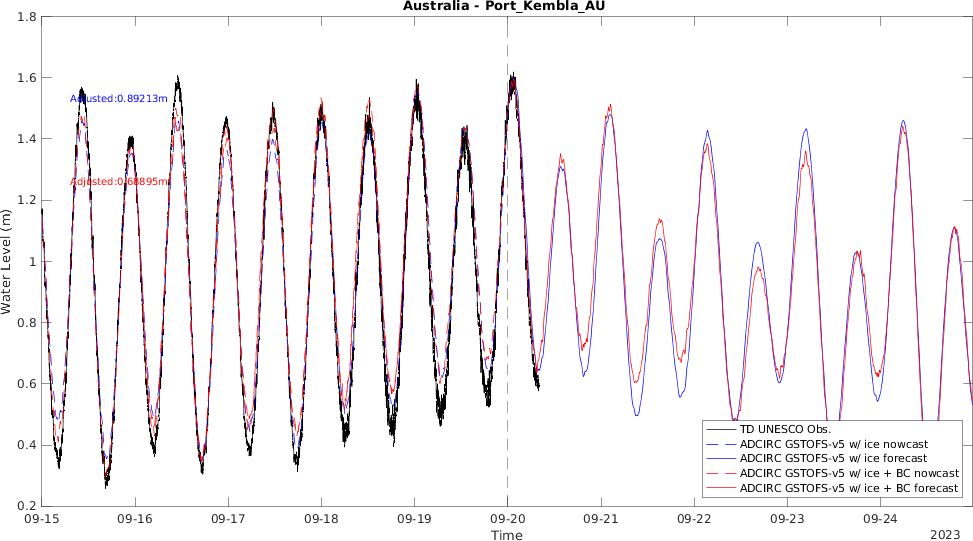 Australia - Port_Kembla_AU
1.8
1.6
1.4
1.2
1
0.8
0.6
0.4
0.2
Water Level (m)
Adjusted:0.89213m
Adjusted:0.68895m
TD UNESCO Obs.
ADCIRC GSTOFS-v5 w/ ice nowcast
ADCIRC GSTOFS-v5 w/ ice forecast
ADCIRC GSTOFS-v5 w/ ice + BC nowcast
ADCIRC GSTOFS-v5 w/ ice + BC forecast
09-15 09-16 09-17 09-18 09-19 09-20 09-21 09-22 09-23 09-24
Time
2023